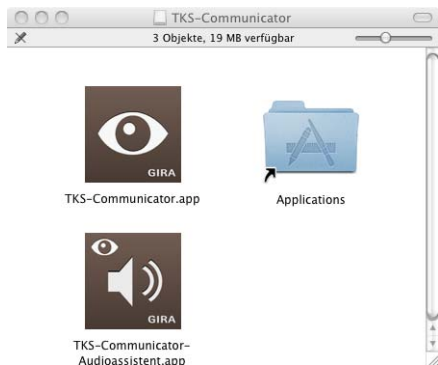 TKS-Communicator
3 Objekte, 19 MB verfügbar
GIRA
TKS-Communicator.app
Applications
GIRA
TKS-Communicator-
Audioassistent.app